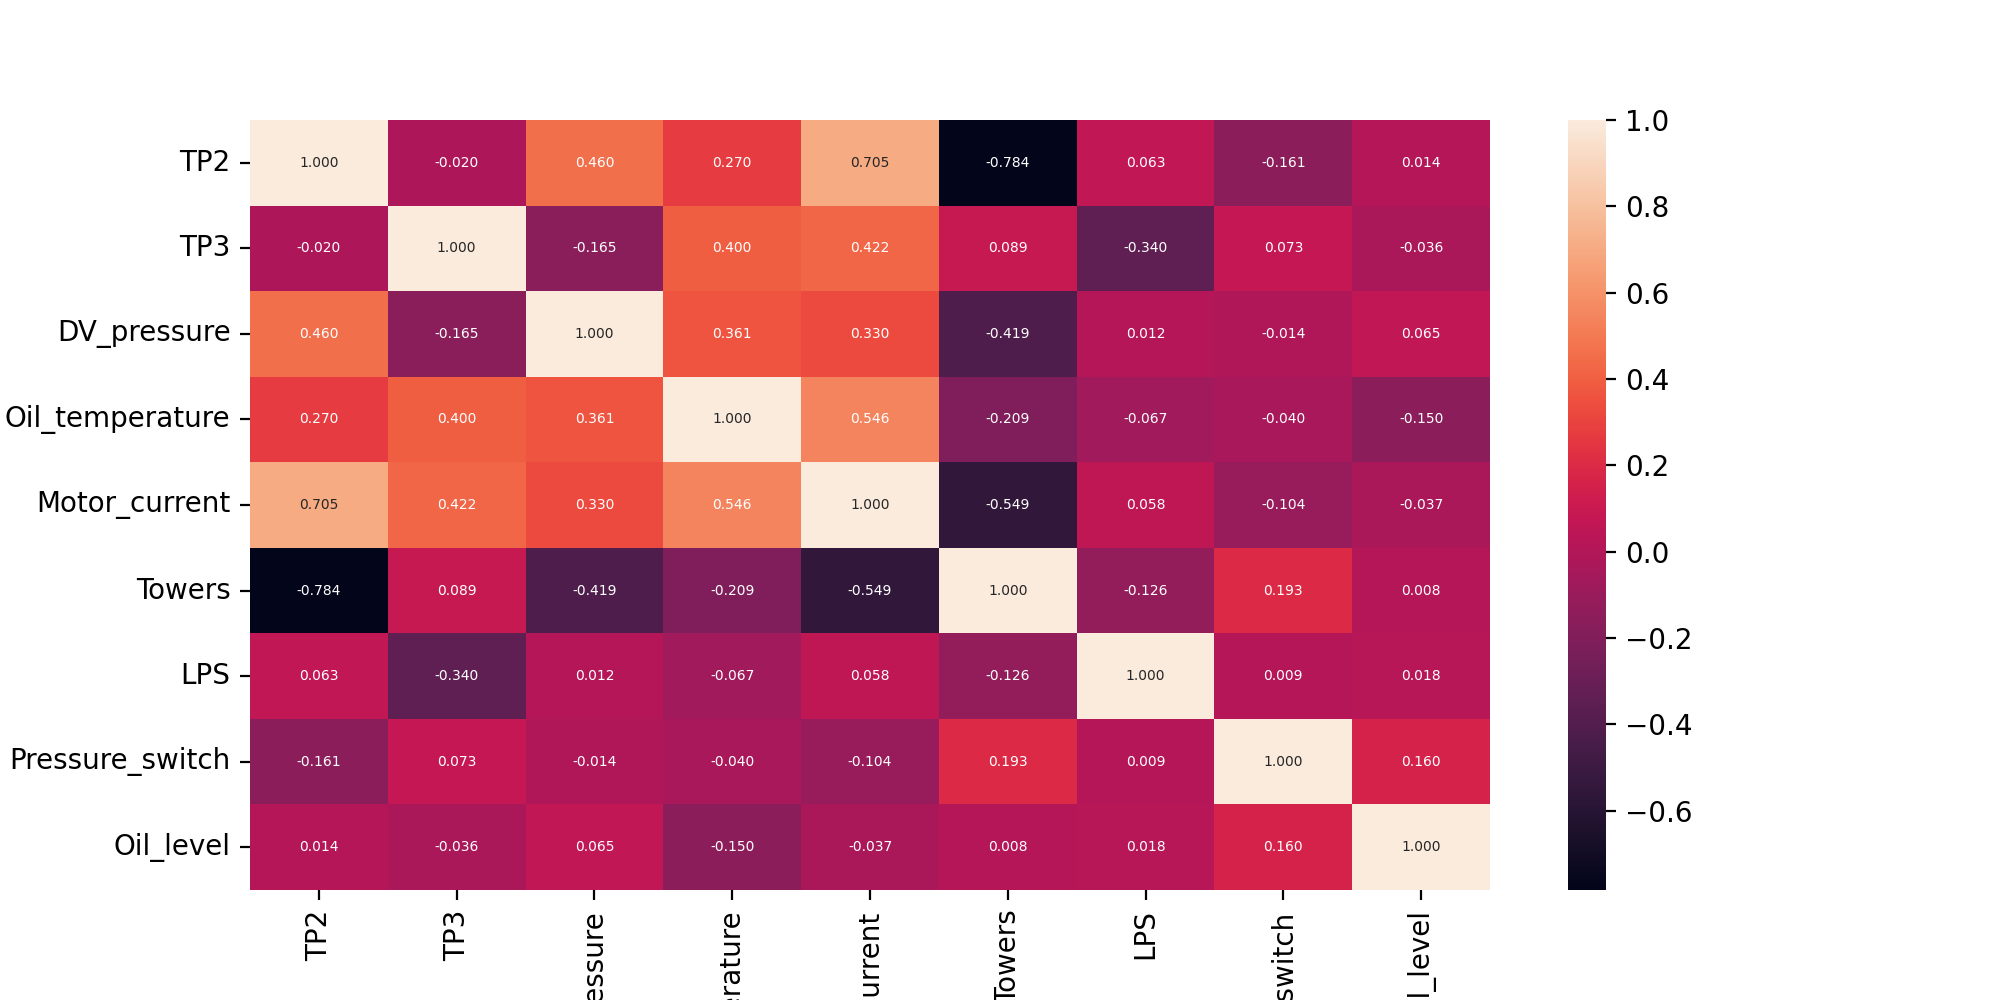 1.0
TP2 1.000 -0.020 0.460 0.270 0.705 -0.784 0.063 -0.161 0.014
0.8
TP3 -0.020 1.000 -0.165 0.400 0.422 0.089 -0.340 0.073 -0.036
0.6
DV_pressure 0.460 -0.165 1.000 0.361 0.330 -0.419 0.012 -0.014 0.065
0.4
Oil_temperature 0.270 0.400 0.361 1.000 0.546 -0.209 -0.067 -0.040 -0.150
0.2
Motor_current 0.705 0.422 0.330 0.546 1.000 -0.549 0.058 -0.104 -0.037
0.0
Towers -0.784 0.089 -0.419 -0.209 -0.549 1.000 -0.126 0.193 0.008
−0.2
LPS 0.063 -0.340 0.012 -0.067 0.058 -0.126 1.000 0.009 0.018
−0.4
Pressure_switch -0.161 0.073 -0.014 -0.040 -0.104 0.193 0.009 1.000 0.160
−0.6
Oil_level 0.014 -0.036 0.065 -0.150 -0.037 0.008 0.018 0.160 1.000
TP2
TP3
essure
erature
urrent
Towers
LPS
switch
l_level